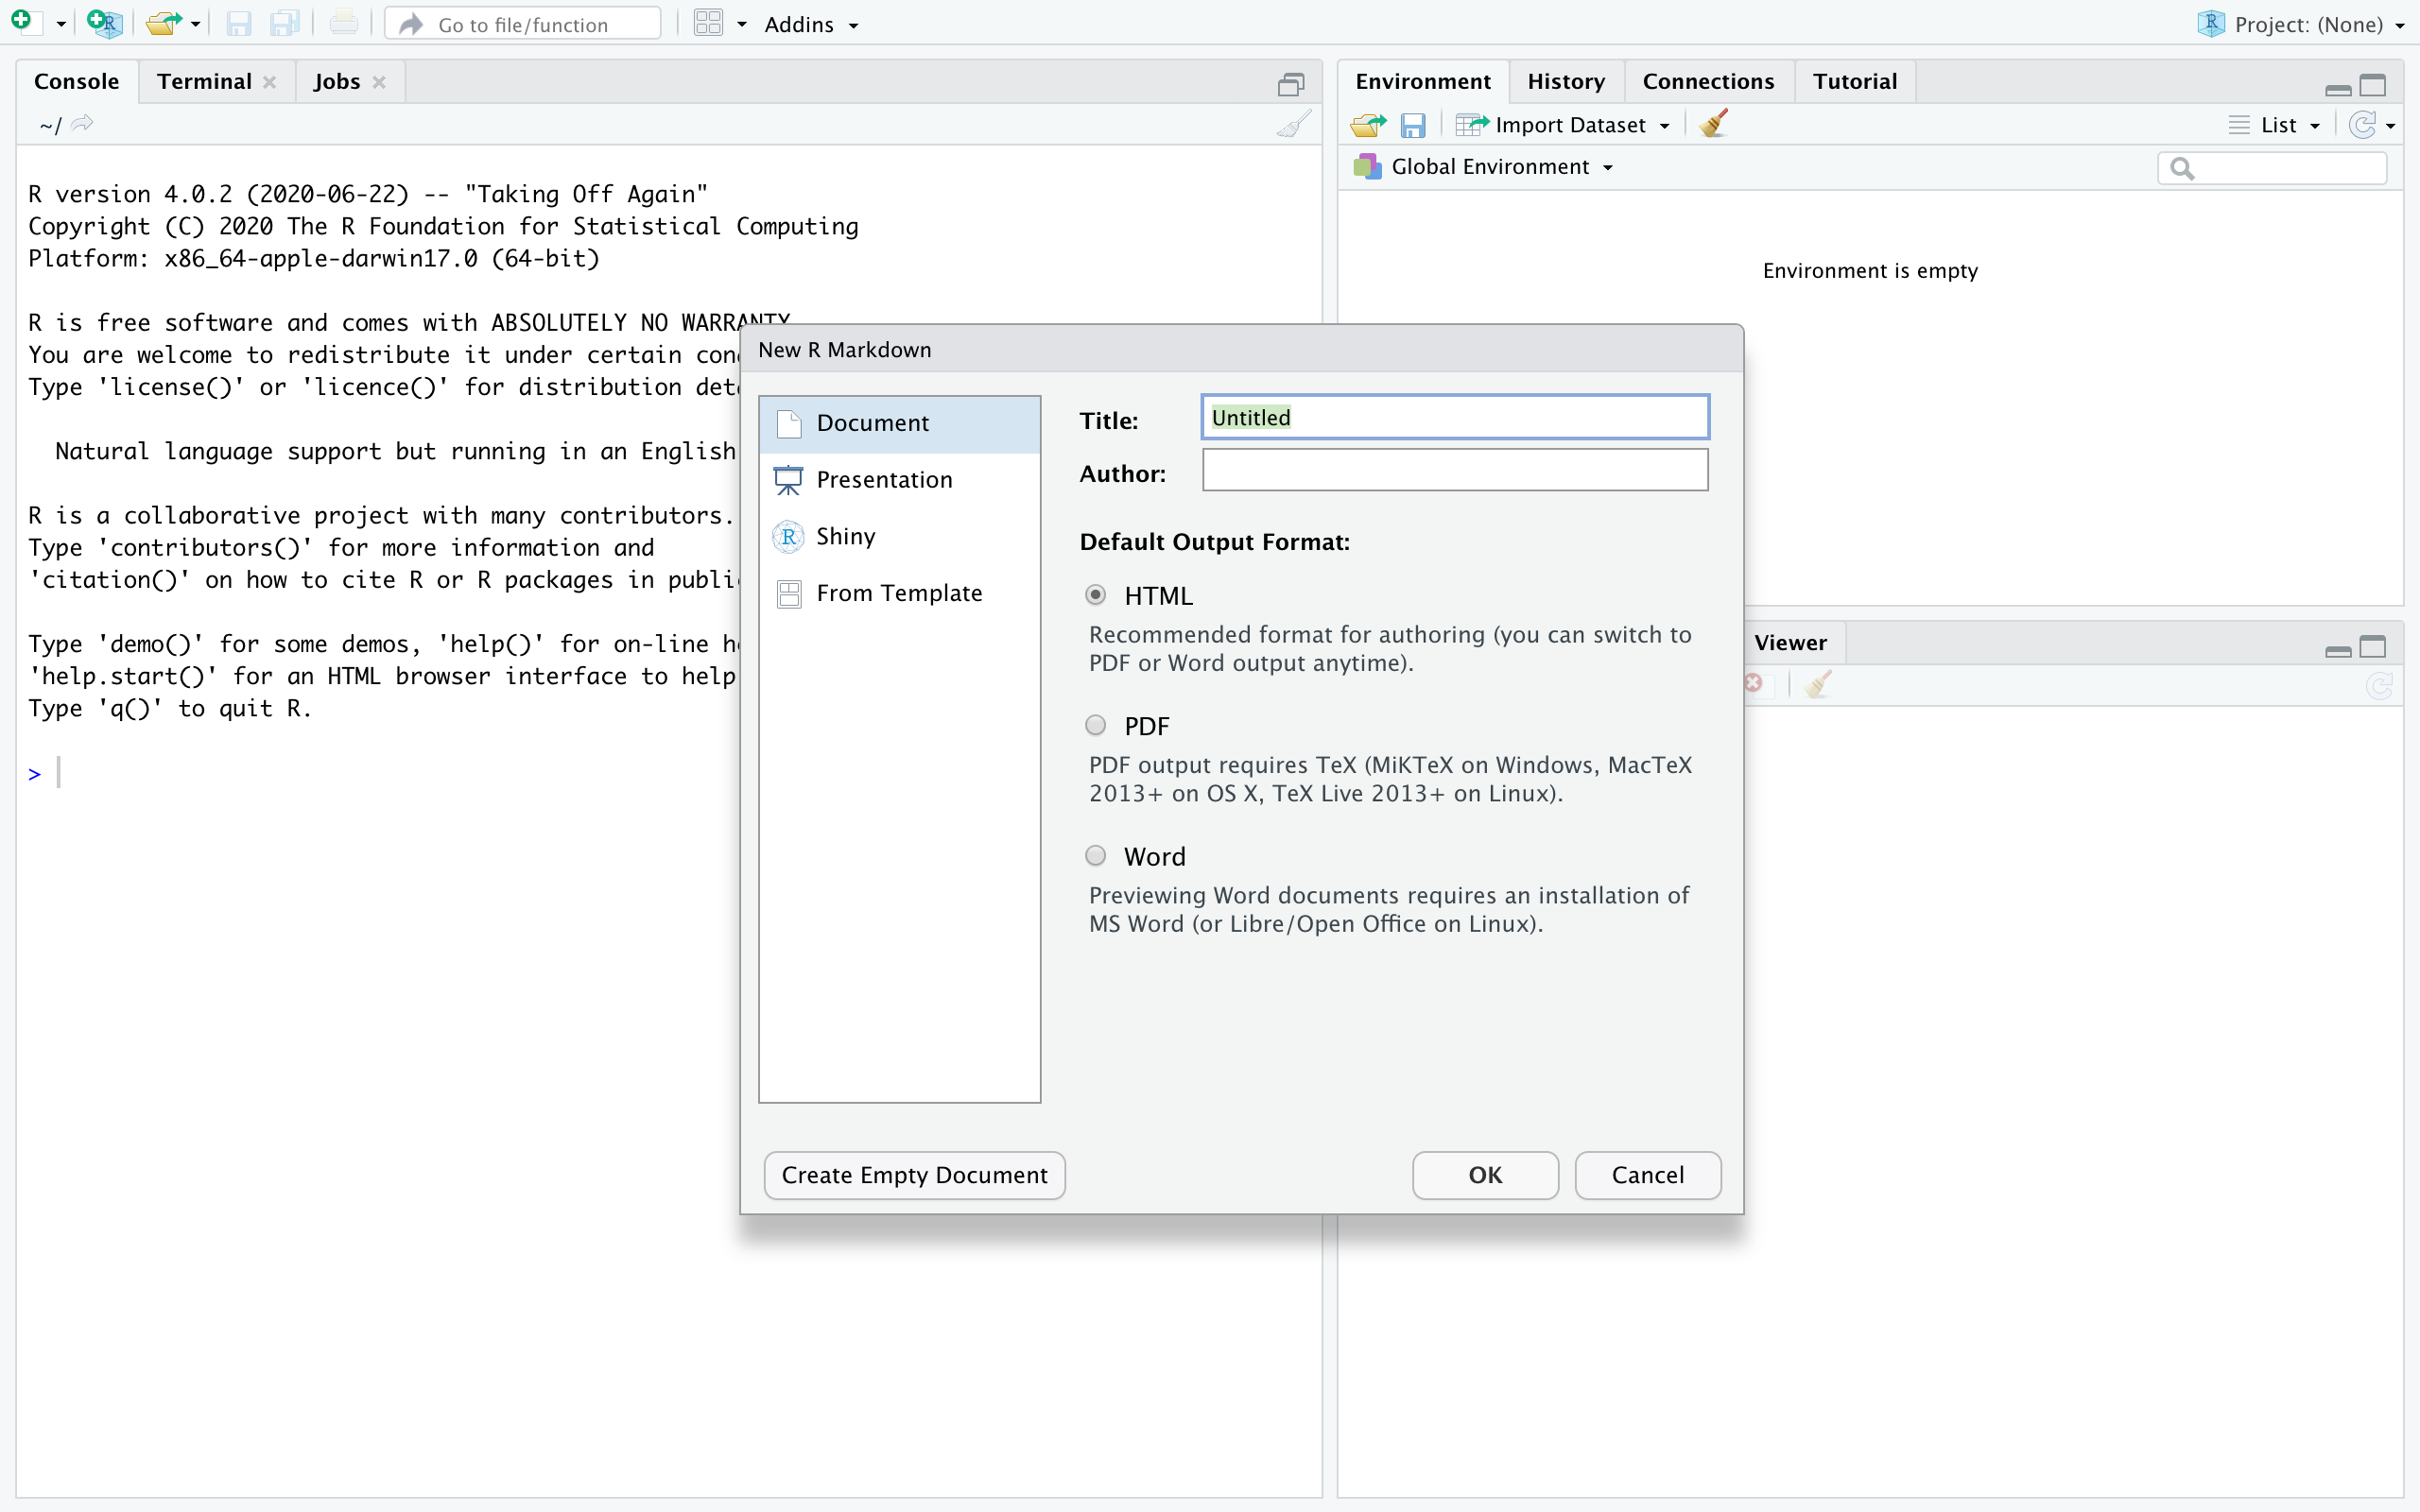 Go to file/function
Addins
Project: (None)
Console
Terminal
Jobs
~/
R version 4.0.2 (2020-06-22) -- "Taking Off Again"
Copyright (C) 2020 The R Foundation for Statistical Computing
Platform: x86_64-apple-darwin17.0 (64-bit)
R is free software and comes with ABSOLUTELY NO WARRANTY
You are welcome to redistribute it under certain
Type 'license()' or 'licence()' for distribution
Natural language support but running in an English
R is a collaborative project with many contributors.
Type 'contributors()' for more information and
'citation()' on how to cite R or R packages in
Type 'demo()' for some demos, 'help()' for on-line
'help.start()' for an HTML browser interface to help
Type 'q()' to quit R.
>
Environment
History
Connections
Tutorial
Import Dataset
List
Global Environment
Environment is empty
Viewer
New R Markdown
Document
Presentation
Shiny
From Template
Title:
Untitled
Author:
Default Output Format:
HTML
Recommended format for authoring (you can switch to
PDF or Word output anytime).
PDF
PDF output requires TeX (MiKTeX on Windows, MacTeX
2013+ on OS X, TeX Live 2013+ on Linux).
Word
Previewing Word documents requires an installation of
MS Word (or Libre/Open Office on Linux).
Create Empty Document
OK
Cancel